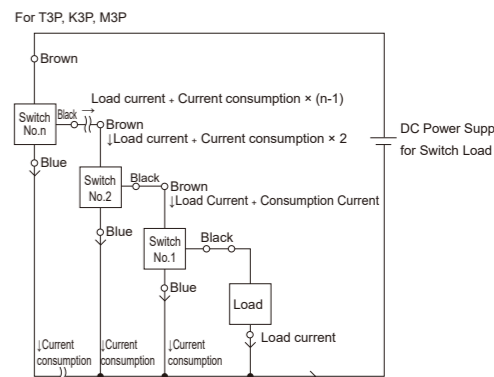 For T3P, K3P, M3P
Brown
Load current + Current consumption × (n-1)
Black →
Switch
No.n
Brown
↓Load current + Current consumption × 2
DC Power Supp
for Switch Load
Blue
Switch
No.2
Black
Brown
↓Load Current + Consumption Current
Blue
Switch
No.1
Black
Blue
Load
Load current
↓Current
consumption
↓Current
consumption
↓Current
consumption